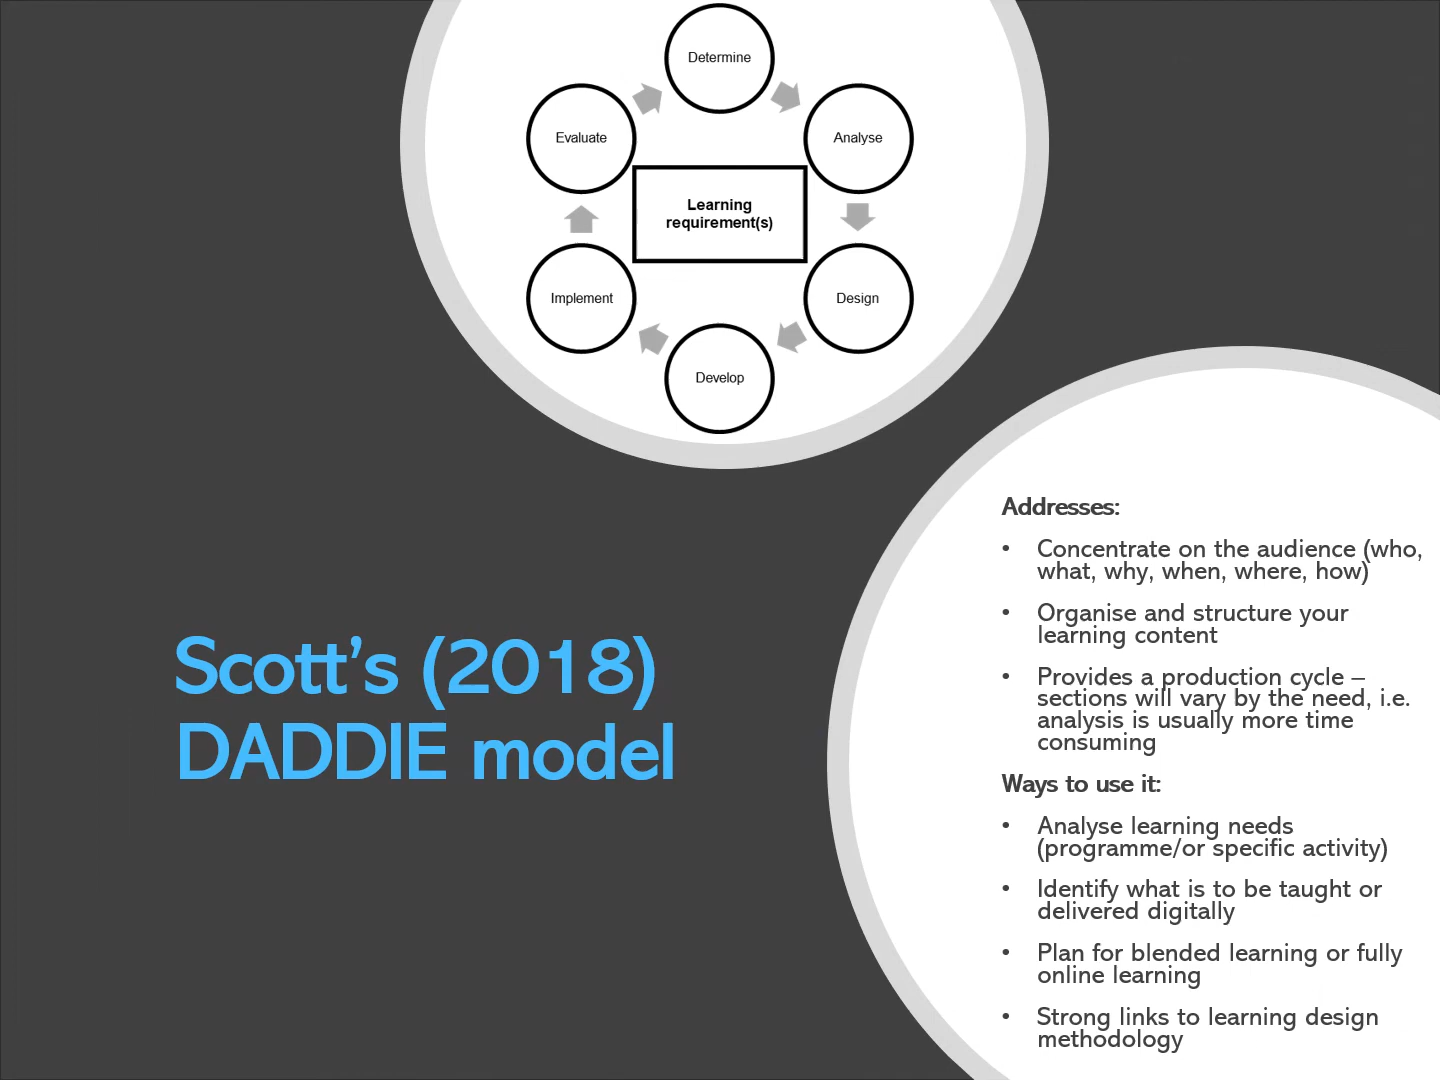 Determine
Evaluate
Analyse
Learning
requirement(s)
Implement
Design
Develop
Scott’s (2018)
DADDIE model
Addresses:
• Concentrate on the audience (who,
what, why, when, where, how)
• Organise and structure your
learning content
• Provides a production cycle –
sections will vary by the need, i.e.
analysis is usually more time
consuming
Ways to use it:
• Analyse learning needs
(programme/or specific activity)
• Identify what is to be taught or
delivered digitally
• Plan for blended learning or fully
online learning
• Strong links to learning design
methodology